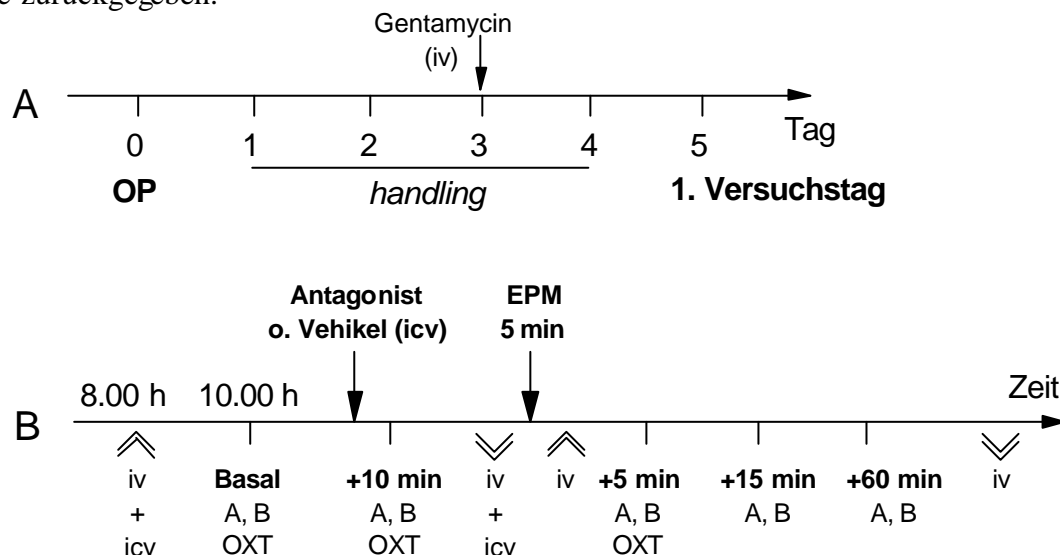 e zurückgegeben.
Gentamycin
(iv)
A
Tag
0 1 2 3 4 5
OP handling 1. Versuchstag
Antagonist EPM
o. Vehikel (icv) 5 min
8.00 h 10.00 h Zeit
B
iv Basal +10 min iv iv +5 min +15 min +60 min iv
+ A, B A, B + A, B A, B A, B
icv OXT OXT icv OXT